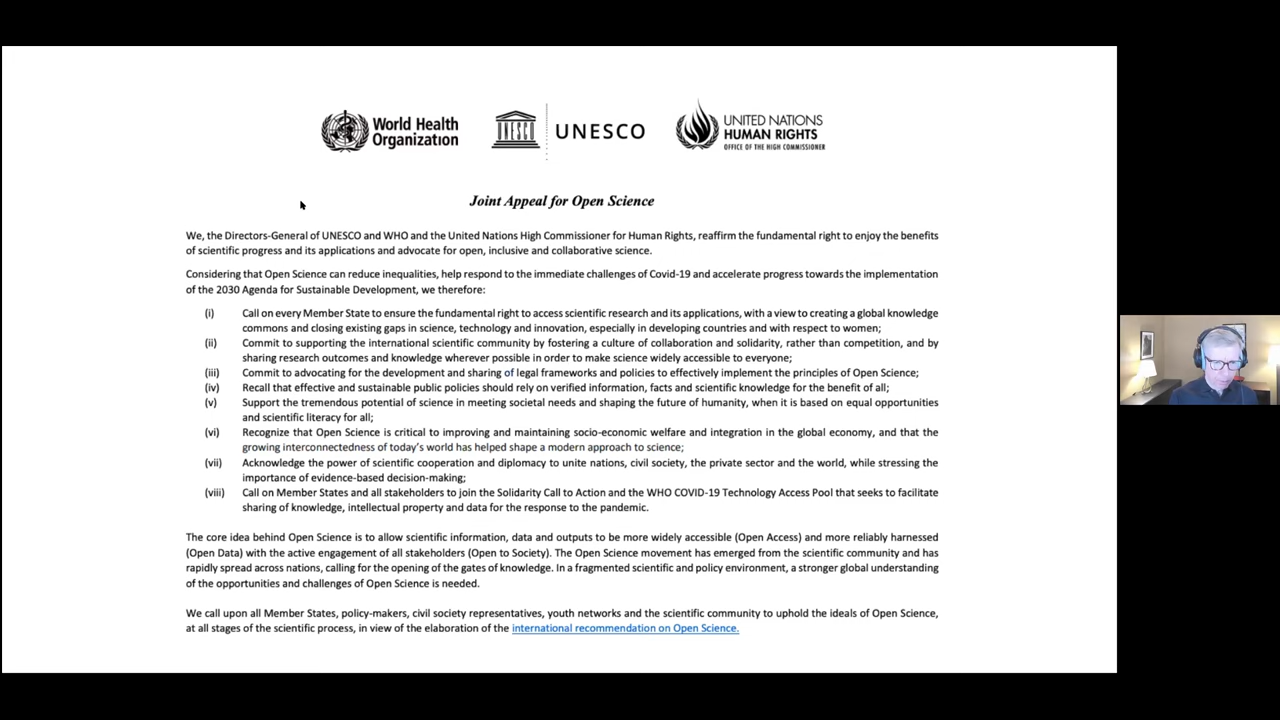 World Health
Organization
UNESCO
UNESCO
UNITED NATIONS
HUMAN RIGHTS
OFFICE OF THE HIGH COMMISSIONER
Joint Appeal for Open Science
We, the Directors-General of UNESCO and WHO and the United Nations High Commissioner for Human Rights, reaffirm the fundamental right to enjoy the benefits
of scientific progress and its applications and advocate for open, inclusive and collaborative science.
Considering that Open Science can reduce inequalities, help respond to the immediate challenges of Covid-19 and accelerate progress towards the implementation
of the 2030 Agenda for Sustainable Development, we therefore:
(i) Call on every Member State to ensure the fundamental right to access scientific research and its applications, with a view to creating a global knowledge
commons and closing existing gaps in science, technology and innovation, especially in developing countries and with respect to women;
(ii) Commit to supporting the international scientific community by fostering a culture of collaboration and solidarity, rather than competition, and by
sharing research outcomes and knowledge wherever possible in order to make science widely accessible to everyone;
(iii) Commit to advocating for the development and sharing of legal frameworks and policies to effectively implement the principles of Open Science;
(iv) Recall that effective and sustainable public policies should rely on verified information, facts and scientific knowledge for the benefit of all;
(v) Support the tremendous potential of science in meeting societal needs and shaping the future of humanity, when it is based on equal opportunities
and scientific literacy for all;
(vi) Recognize that Open Science is critical to improving and maintaining socio-economic welfare and integration in the global economy, and that the
growing interconnectedness of today's world has helped shape a modern approach to science;
(vii) Acknowledge the power of scientific cooperation and diplomacy to unite nations, civil society, the private sector and the world, while stressing the
importance of evidence-based decision-making;
(viii) Call on Member States and all stakeholders to join the Solidarity Call to Action and the WHO COVID-19 Technology Access Pool that seeks to facilitate
sharing of knowledge, intellectual property and data for the response to the pandemic.
The core idea behind Open Science is to allow scientific information, data and outputs to be more widely accessible (Open Access) and more reliably harnessed
(Open Data) with the active engagement of all stakeholders (Open to Society). The Open Science movement has emerged from the scientific community and has
rapidly spread across nations, calling for the opening of the gates of knowledge. In a fragmented scientific and policy environment, a stronger global understanding
of the opportunities and challenges of Open Science is needed.
We call upon all Member States, policy-makers, civil society representatives, youth networks and the scientific community to uphold the ideals of Open Science,
at all stages of the scientific process, in view of the elaboration of the international recommendation on Open Science.